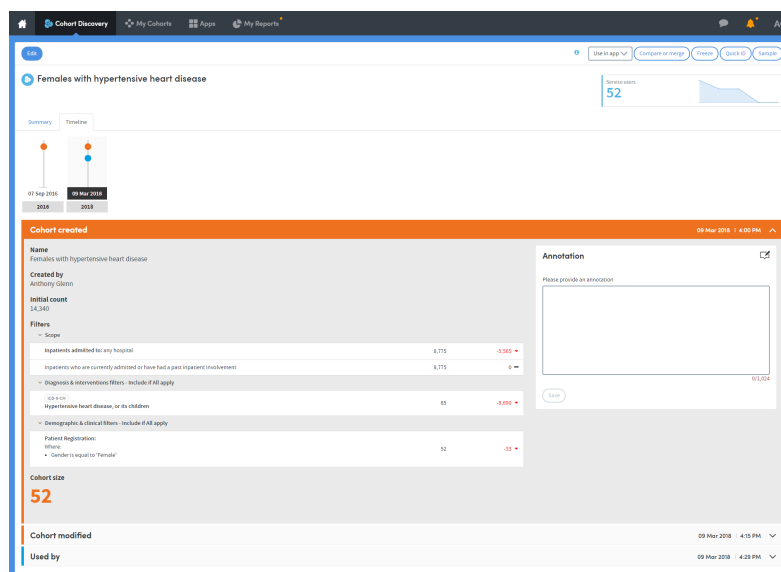 Cohort Discovery
My Cohorts
Apps
My Reports
Edit
Use in app
Compare or merge
Freeze
Quick ID
Sample
Females with hypertensive heart disease
Service users
52
Summary
Timeline
07 Sep 2016
09 Mar 2018
2016
2018
Cohort created
09 Mar 2018 | 4:00 PM
Name
Females with hypertensive heart disease
Created by
Anthony Glenn
Initial count
14,340
Filters
Scope
Inpatients admitted to: any hospital 8,775 -5,565
Inpatients who are currently admitted or have had a past inpatient involvement 8,775 0
Diagnosis & interventions filters - Include if All apply
ICD-9-CM
Hypertensive heart disease, or its children 65
Demographic & clinical filters - Include if All apply
Patient Registration:
Where:
• Gender is equal to 'Female' 52 -13
Cohort size
52
Annotation
Please provide an annotation
0/1,024
Save
Cohort modified 09 Mar 2018 | 4:15 PM
Used by 09 Mar 2018 | 4:29 PM